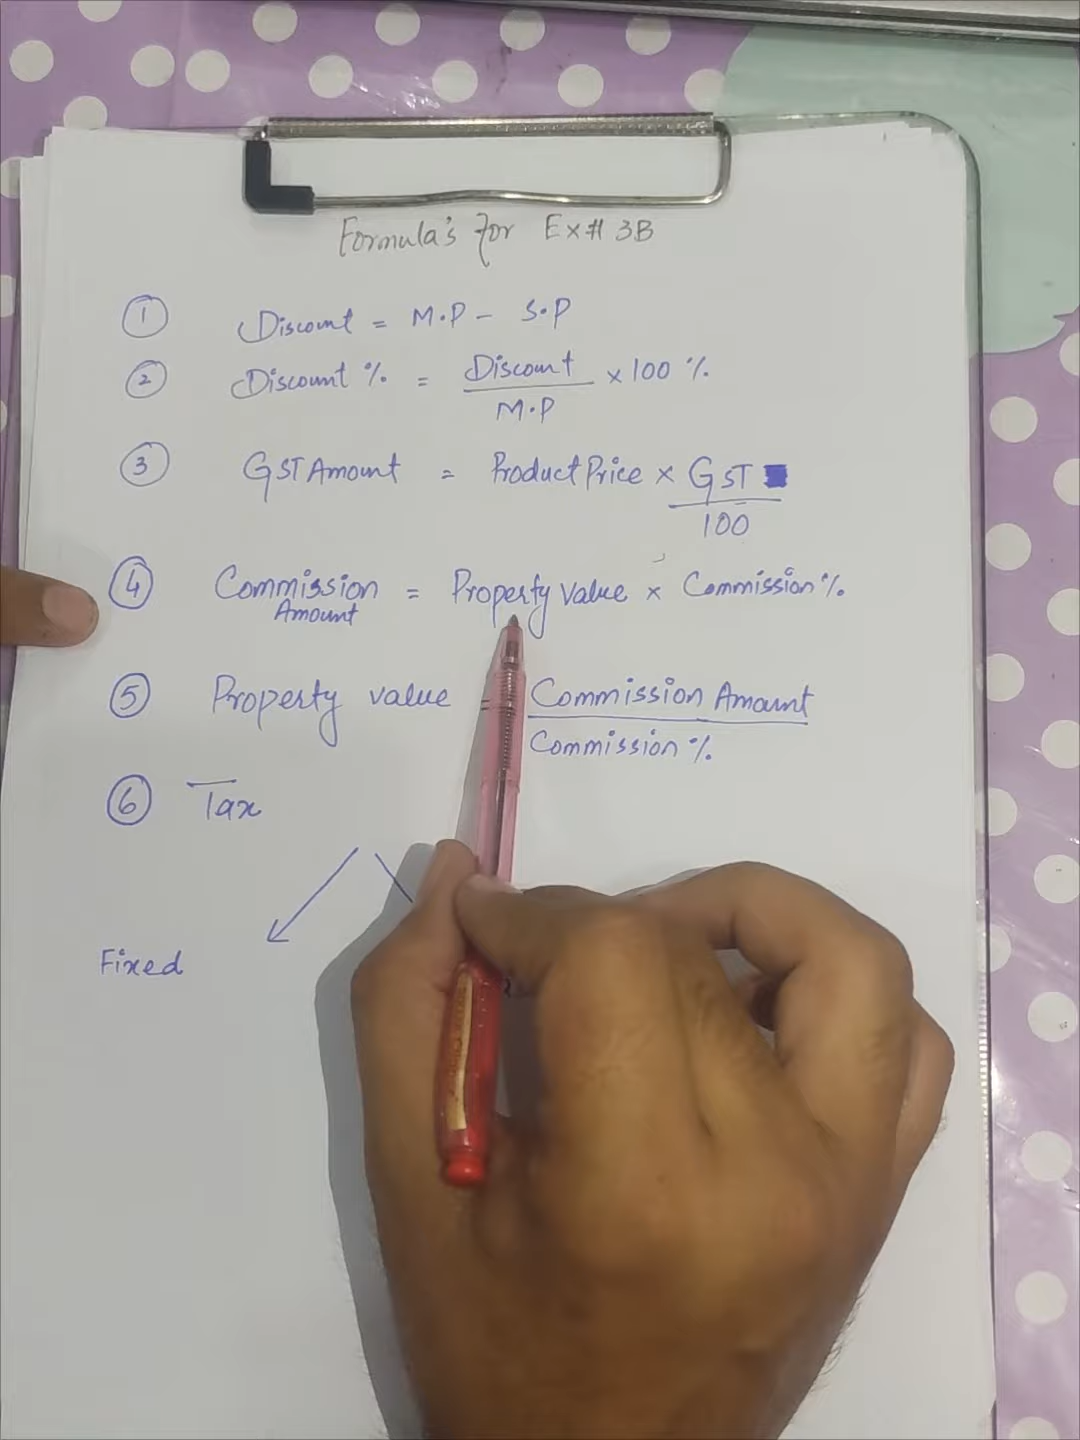 Formula's for Ex # 3B
① Discount = M.P - S.P
② Discount % = Discount / M.P × 100 %
③ GST Amount = Product Price × GST / 100
④ Commission Amount = Property value × Commission %
⑤ Property value = Commission Amount / Commission %
⑥ Tax
Fixed